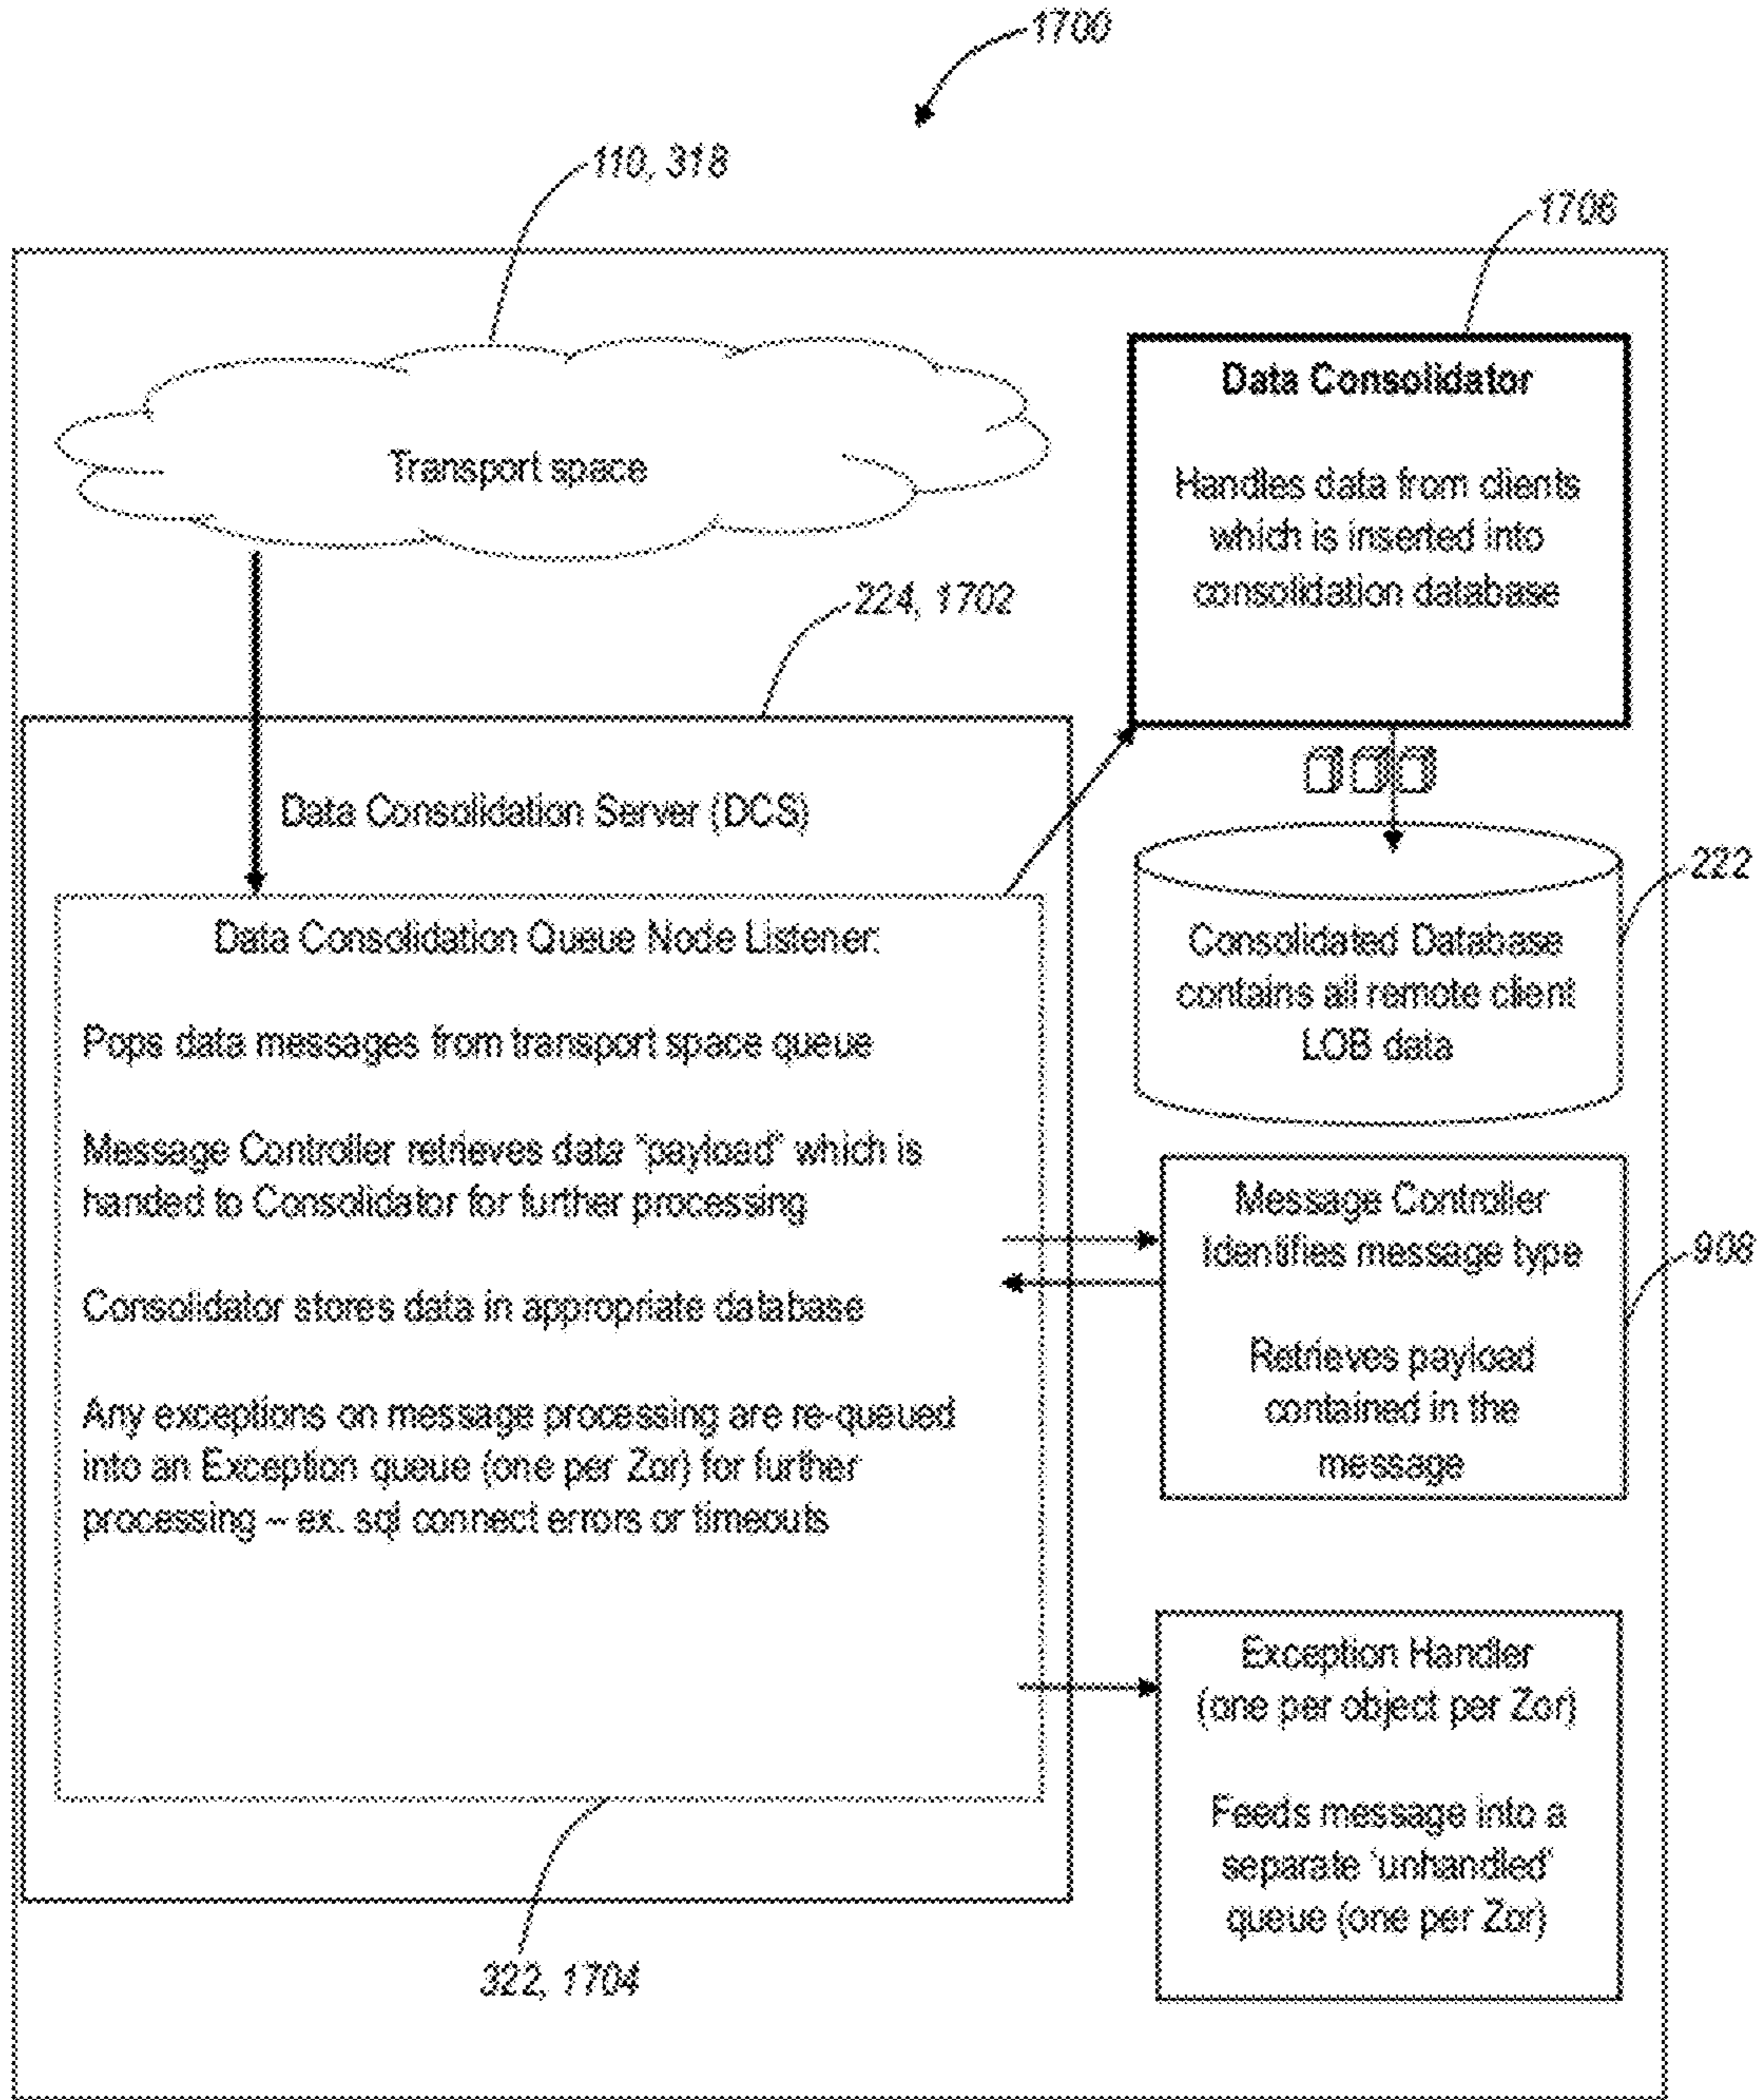 1700
110, 318
1706
Transport space
Data Consolidator
Handles data from clients
which is inserted into
consolidation database
224, 1702
Data Consolidation Server (DCS)
222
Consolidated Database
contains all remote client
LOB data
Data Consolidation Queue Node Listener:
Pops data messages from transport space queue
Message Controller retrieves data "payload" which is
handed to Consolidator for further processing
Consolidator stores data in appropriate database
Any exceptions on message processing are re-queued
into an Exception queue (one per Zor) for further
processing – ex. sql connect errors or timeouts
Message Controller
Identifies message type
Retrieves payload
contained in the
message
908
Exception Handler
(one per object per Zor)
Feeds message into a
separate 'unhandled'
queue (one per Zor)
322, 1704